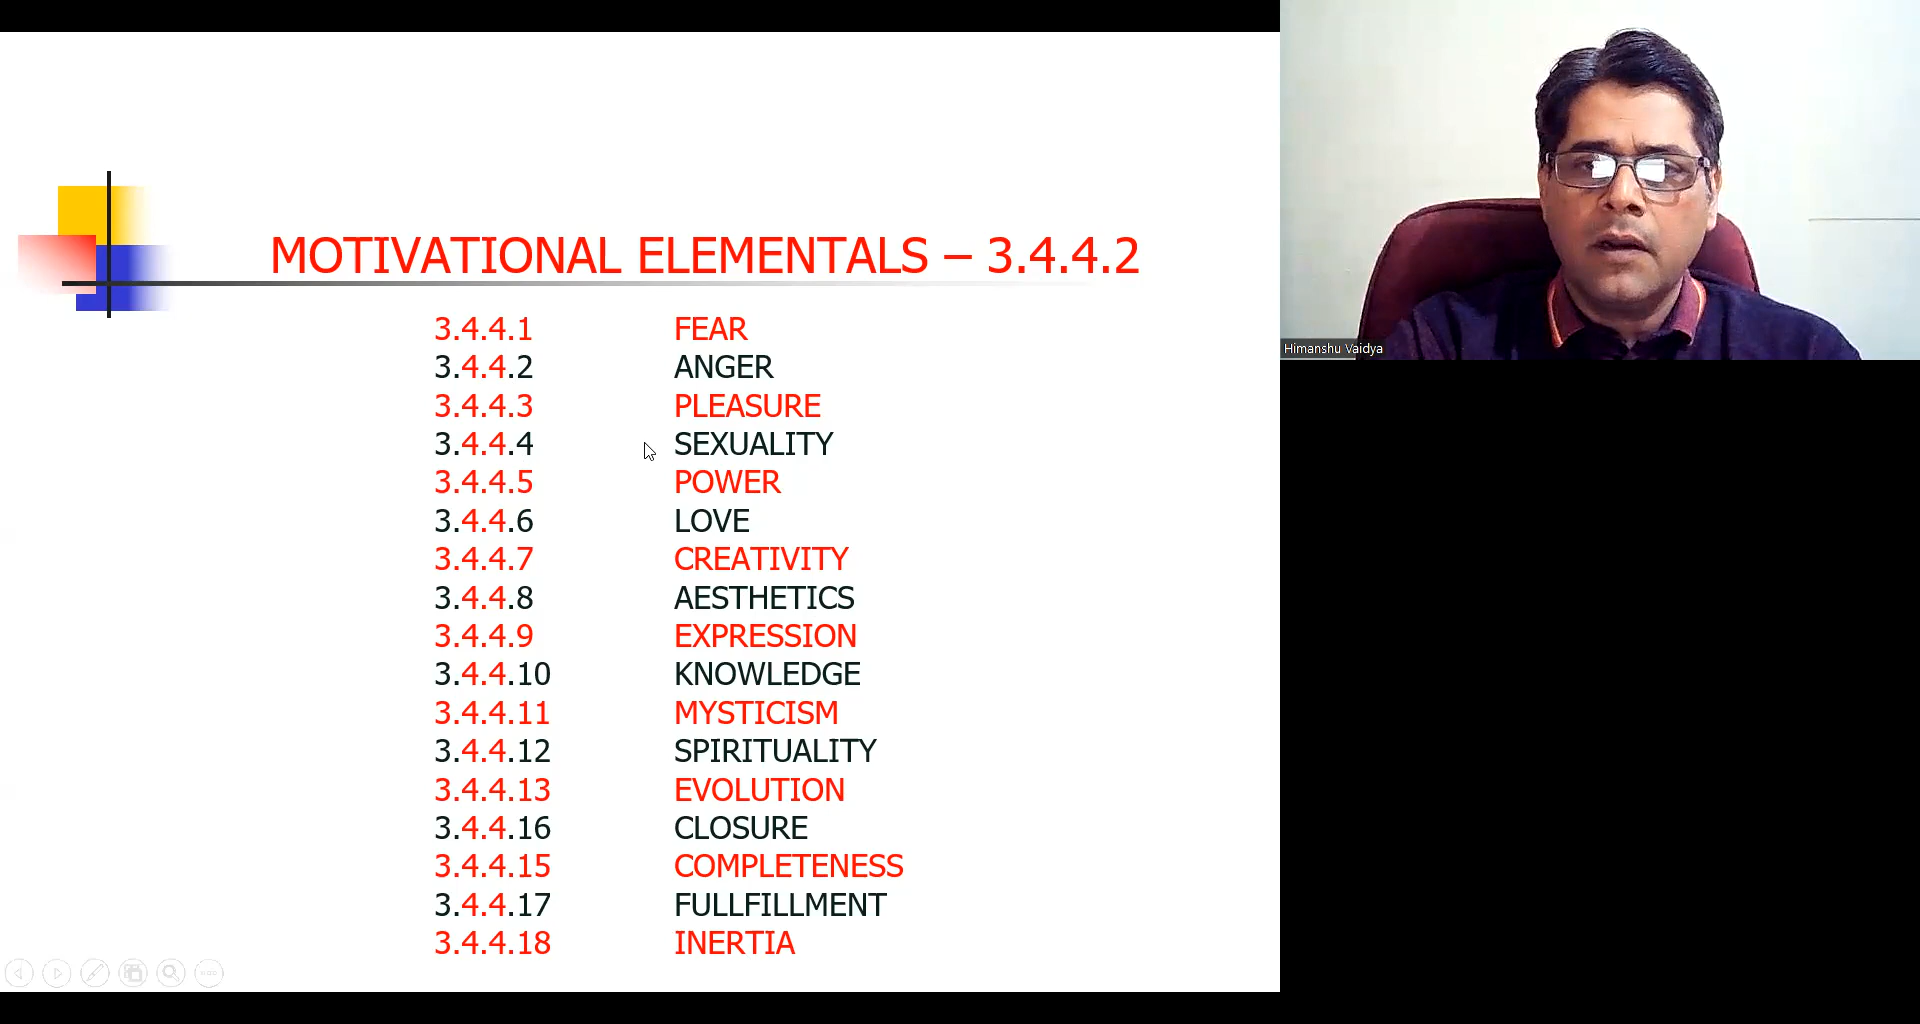 MOTIVATIONAL ELEMENTALS – 3.4.4.2
3.4.4.1 FEAR
3.4.4.2 ANGER
3.4.4.3 PLEASURE
3.4.4.4 SEXUALITY
3.4.4.5 POWER
3.4.4.6 LOVE
3.4.4.7 CREATIVITY
3.4.4.8 AESTHETICS
3.4.4.9 EXPRESSION
3.4.4.10 KNOWLEDGE
3.4.4.11 MYSTICISM
3.4.4.12 SPIRITUALITY
3.4.4.13 EVOLUTION
3.4.4.16 CLOSURE
3.4.4.15 COMPLETENESS
3.4.4.17 FULLFILLMENT
3.4.4.18 INERTIA
Himanshu Vaidya